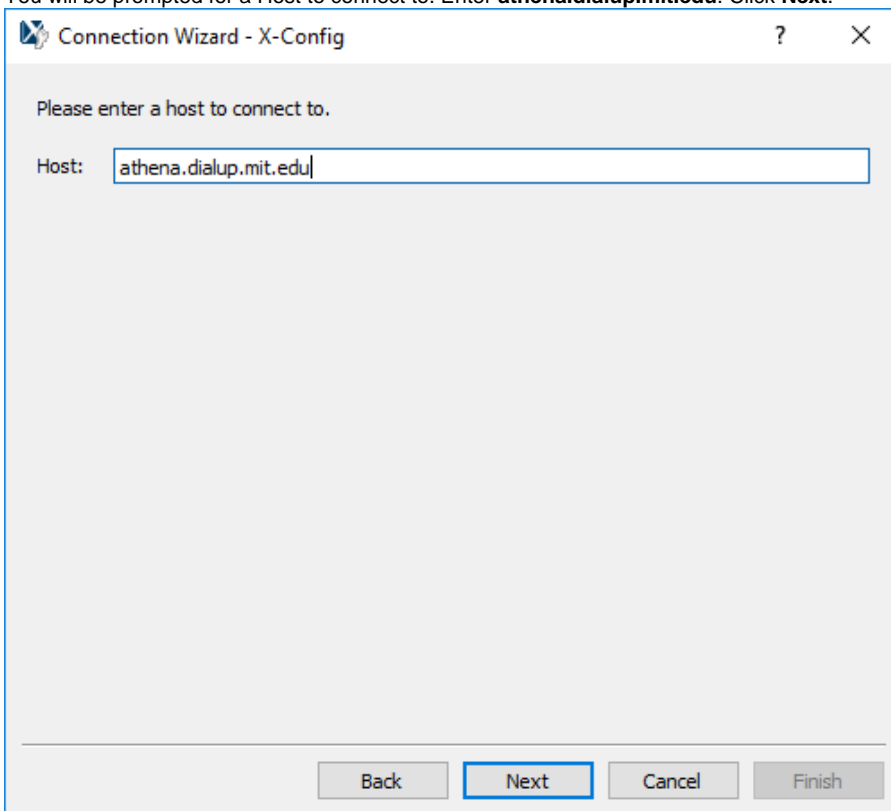 You will be prompted for a Host to connect to. Enter athena.dialup.mit.edu. Click Next.
Connection Wizard - X-Config ?
Please enter a host to connect to.
Host: athena.dialup.mit.edu
Back Next Cancel Finish